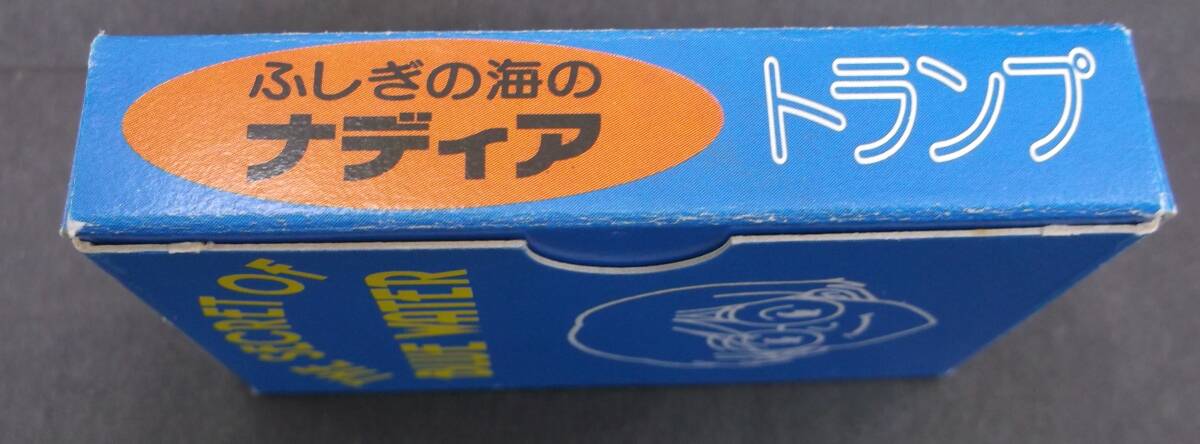 ふしぎの海の
ナディア
トランプ
THE SECRET OF
BLUE WATER